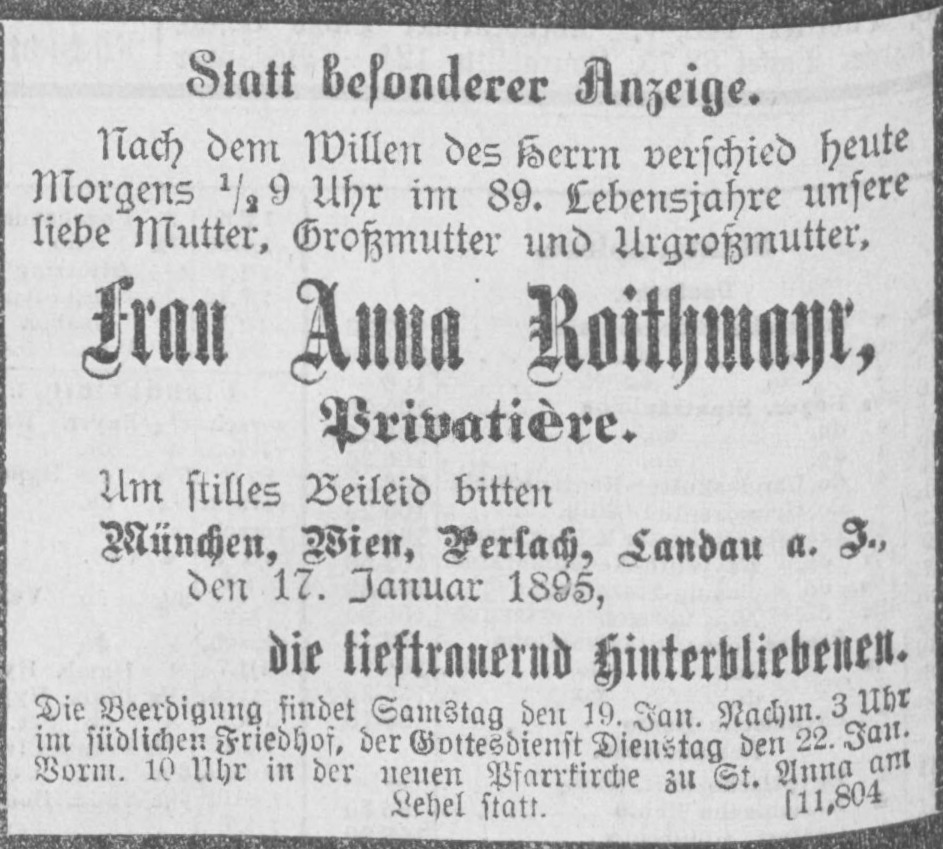 Statt besonderer Anzeige.
Nach dem Willen des Herrn verschied heute
Morgens 1/2 9 Uhr im 89. Lebensjahre unsere
liebe Mutter, Großmutter und Urgroßmutter,
Frau Anna Roithmayr,
Privatière.
Um stilles Beileid bitten
München, Wien, Perlach, Landau a. J.,
den 17. Januar 1895,
die tieftrauernd Hinterbliebenen.
Die Beerdigung findet Samstag den 19. Jan. Nachm. 3 Uhr
im südlichen Friedhof, der Gottesdienst Dienstag den 22. Jan.
Vorm. 10 Uhr in der neuen Pfarrkirche zu St. Anna am
Lehel statt. [11,804